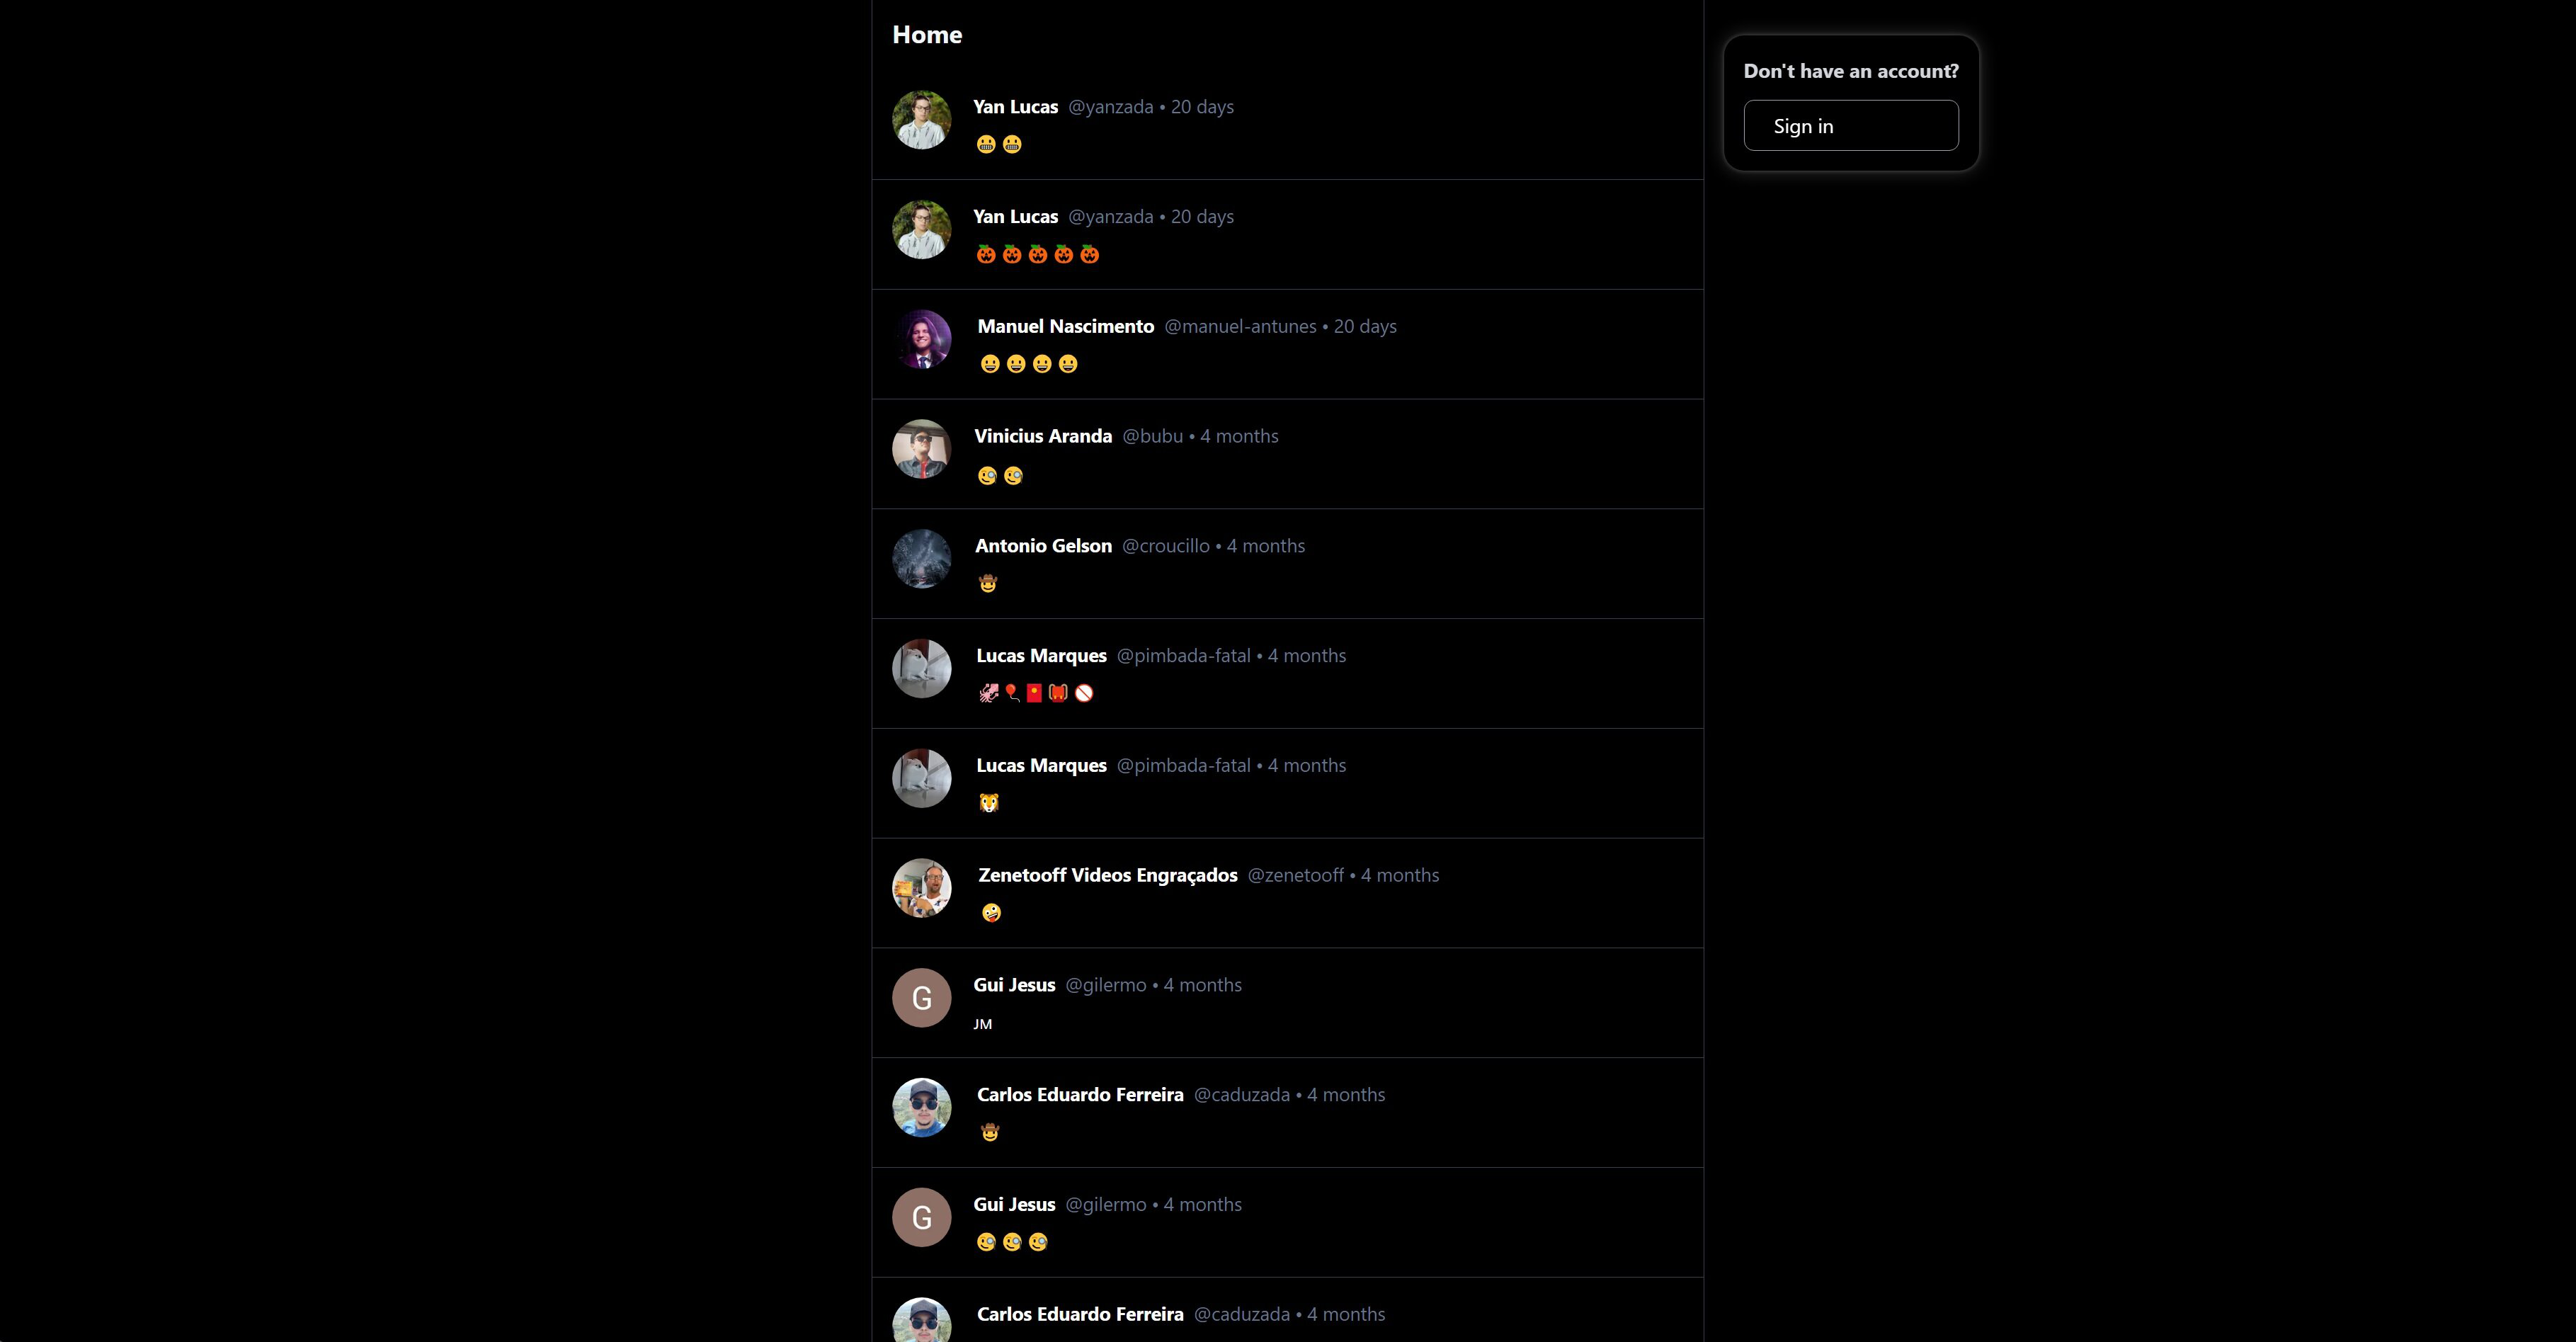 Home
Don't have an account?
Sign in
Yan Lucas @yanzada • 20 days
😬 😬
Yan Lucas @yanzada • 20 days
🎃 🎃 🎃 🎃 🎃
Manuel Nascimento @manuel-antunes • 20 days
😀 😀 😀 😀
Vinicius Aranda @bubu • 4 months
🧐 🧐
Antonio Gelson @croucillo • 4 months
🤠
Lucas Marques @pimbada-fatal • 4 months
🦑 🎈 🧧 🎒 🚫
Lucas Marques @pimbada-fatal • 4 months
🐯
Zenetooff Videos Engraçados @zenetooff • 4 months
🤪
G
Gui Jesus @gilermo • 4 months
JM
Carlos Eduardo Ferreira @caduzada • 4 months
🤠
G
Gui Jesus @gilermo • 4 months
🧐 🧐 🧐
Carlos Eduardo Ferreira @caduzada • 4 months